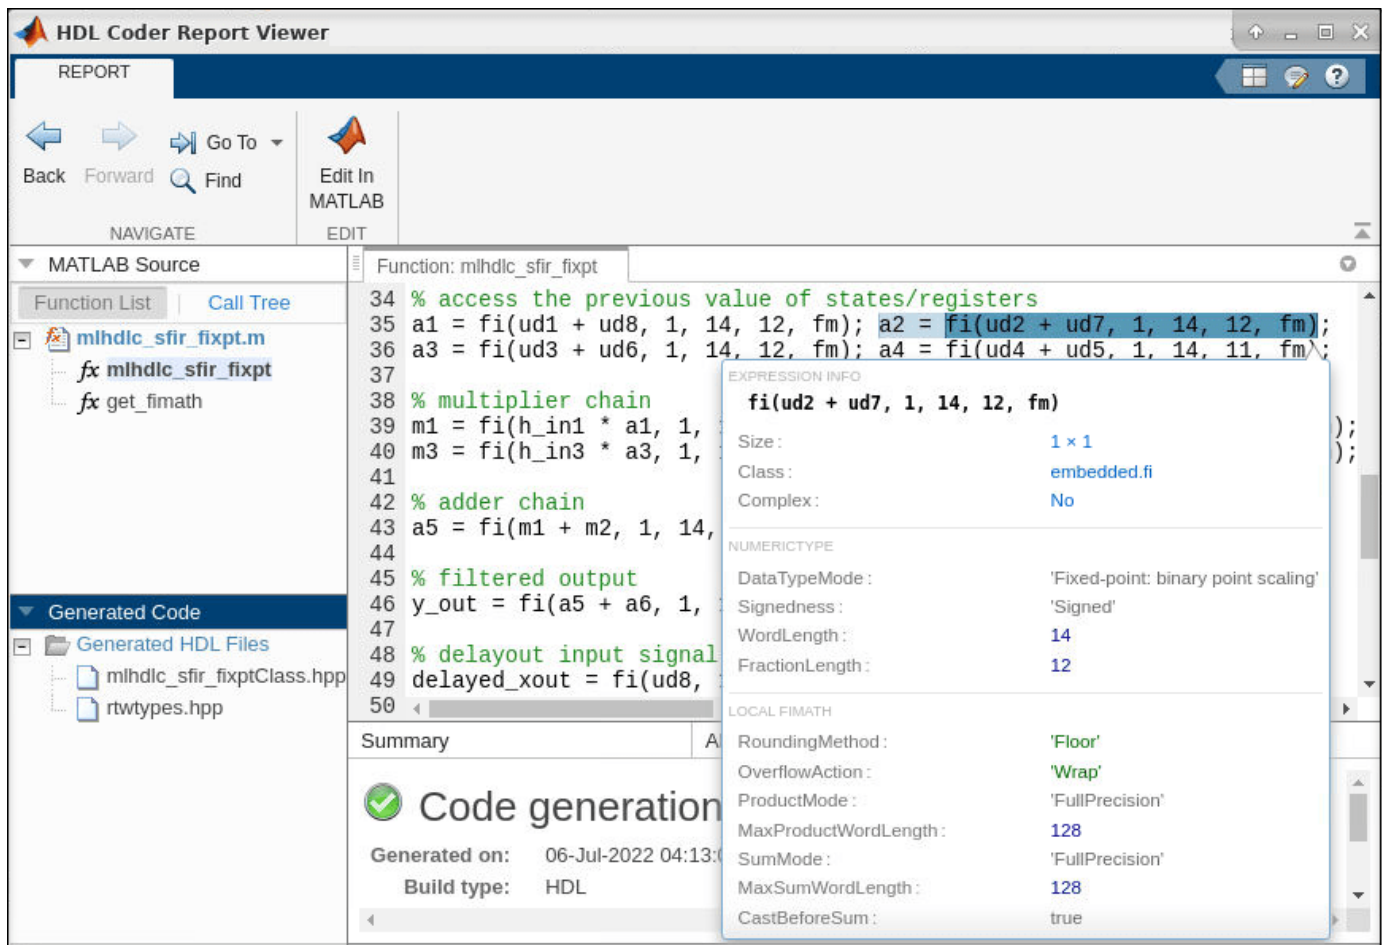 HDL Coder Report Viewer
REPORT
Back
Forward
Go To
Find
Edit In
MATLAB
NAVIGATE
EDIT
MATLAB Source
Function List
Call Tree
mlhdlc_sfir_fixpt.m
fx mlhdlc_sfir_fixpt
fx get_fimath
Generated Code
Generated HDL Files
mlhdlc_sfir_fixptClass.hpp
rtwtypes.hpp
Function: mlhdlc_sfir_fixpt
34 % access the previous value of states/registers
35 a1 = fi(ud1 + ud8, 1, 14, 12, fm); a2 = fi(ud2 + ud7, 1, 14, 12, fm);
36 a3 = fi(ud3 + ud6, 1, 14, 12, fm); a4 = fi(ud4 + ud5, 1, 14, 11, fm);
37
38 % multiplier chain
39 m1 = fi(h_in1 * a1, 1, );
40 m3 = fi(h_in3 * a3, 1, );
41
42 % adder chain
43 a5 = fi(m1 + m2, 1, 14,
44
45 % filtered output
46 y_out = fi(a5 + a6, 1,
47
48 % delayout input signal
49 delayed_xout = fi(ud8,
50
EXPRESSION INFO
fi(ud2 + ud7, 1, 14, 12, fm)
Size: 1 × 1
Class: embedded.fi
Complex: No
NUMERICTYPE
DataTypeMode: 'Fixed-point: binary point scaling'
Signedness: 'Signed'
WordLength: 14
FractionLength: 12
LOCAL FIMATH
RoundingMethod: 'Floor'
OverflowAction: 'Wrap'
ProductMode: 'FullPrecision'
MaxProductWordLength: 128
SumMode: 'FullPrecision'
MaxSumWordLength: 128
CastBeforeSum: true
Summary
Code generation
Generated on: 06-Jul-2022 04:13:
Build type: HDL